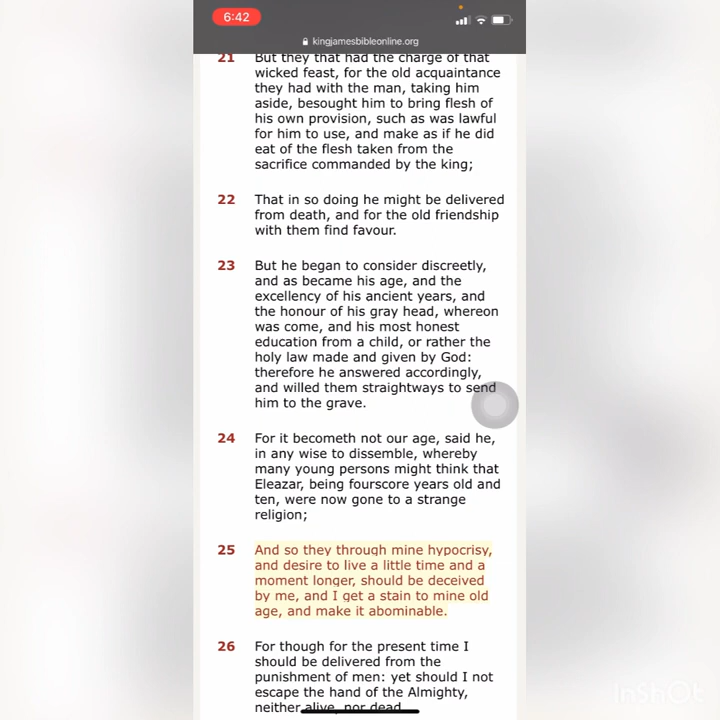 6:42
kingjamesbibleonline.org
21 But they that had the charge of that
wicked feast, for the old acquaintance
they had with the man, taking him
aside, besought him to bring flesh of
his own provision, such as was lawful
for him to use, and make as if he did
eat of the flesh taken from the
sacrifice commanded by the king;
22 That in so doing he might be delivered
from death, and for the old friendship
with them find favour.
23 But he began to consider discreetly,
and as became his age, and the
excellency of his ancient years, and
the honour of his gray head, whereon
was come, and his most honest
education from a child, or rather the
holy law made and given by God:
therefore he answered accordingly,
and willed them straightways to send
him to the grave.
24 For it becometh not our age, said he,
in any wise to dissemble, whereby
many young persons might think that
Eleazar, being fourscore years old and
ten, were now gone to a strange
religion;
25 And so they through mine hypocrisy,
and desire to live a little time and a
moment longer, should be deceived
by me, and I get a stain to mine old
age, and make it abominable.
26 For though for the present time I
should be delivered from the
punishment of men: yet should I not
escape the hand of the Almighty,
neither alive, nor dead.
InShot